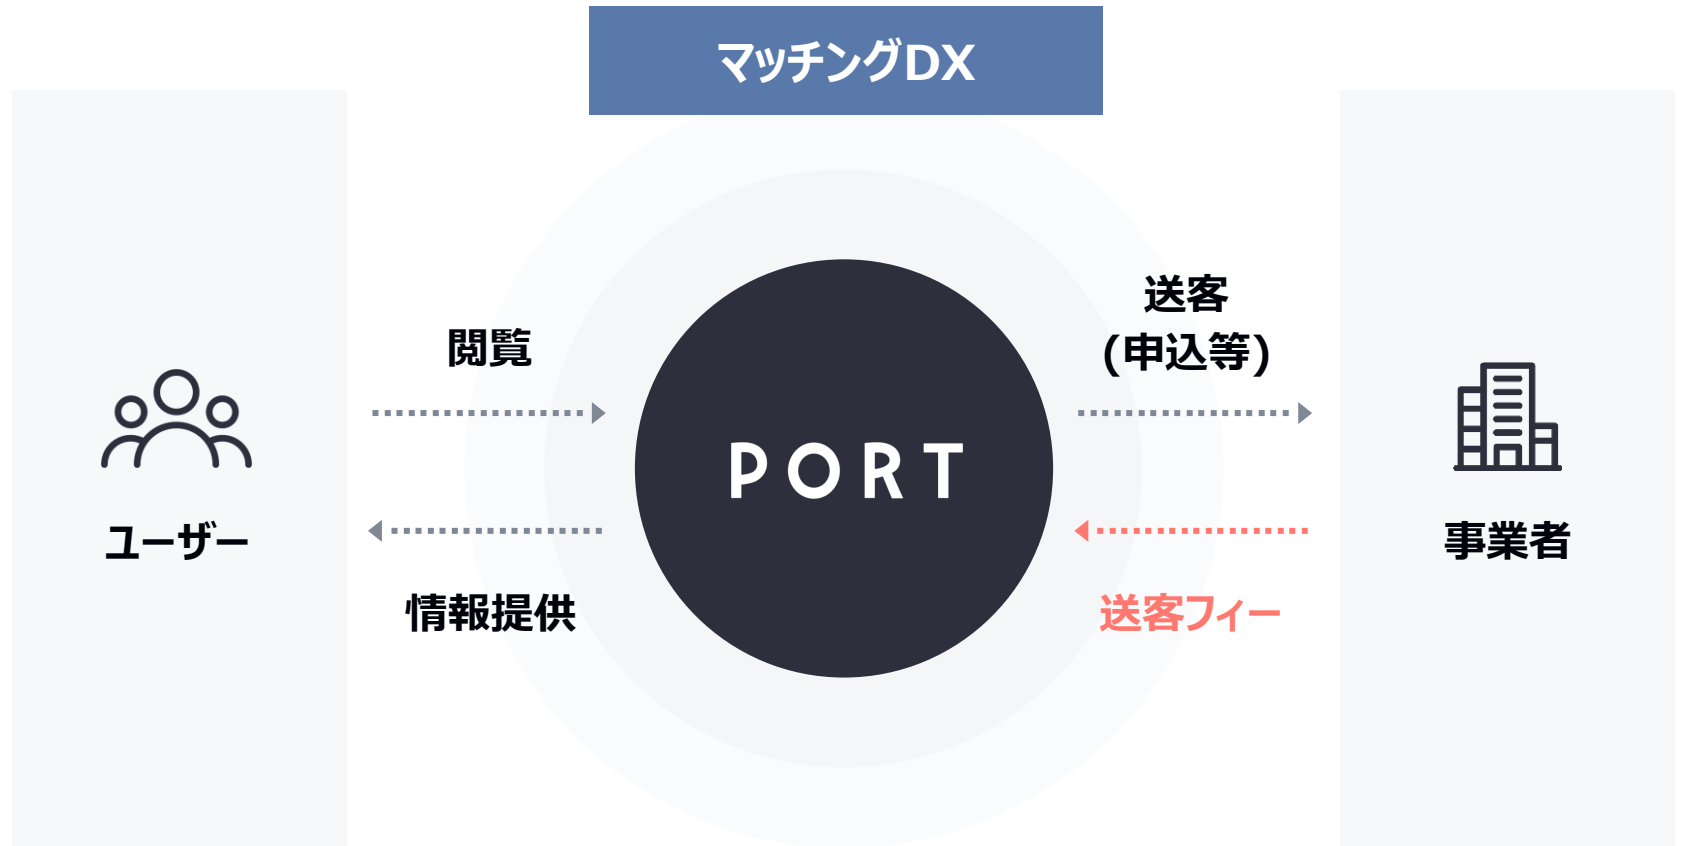 マッチングDX
閲覧
送客
(申込等)
PORT
ユーザー
事業者
情報提供
送客フィー